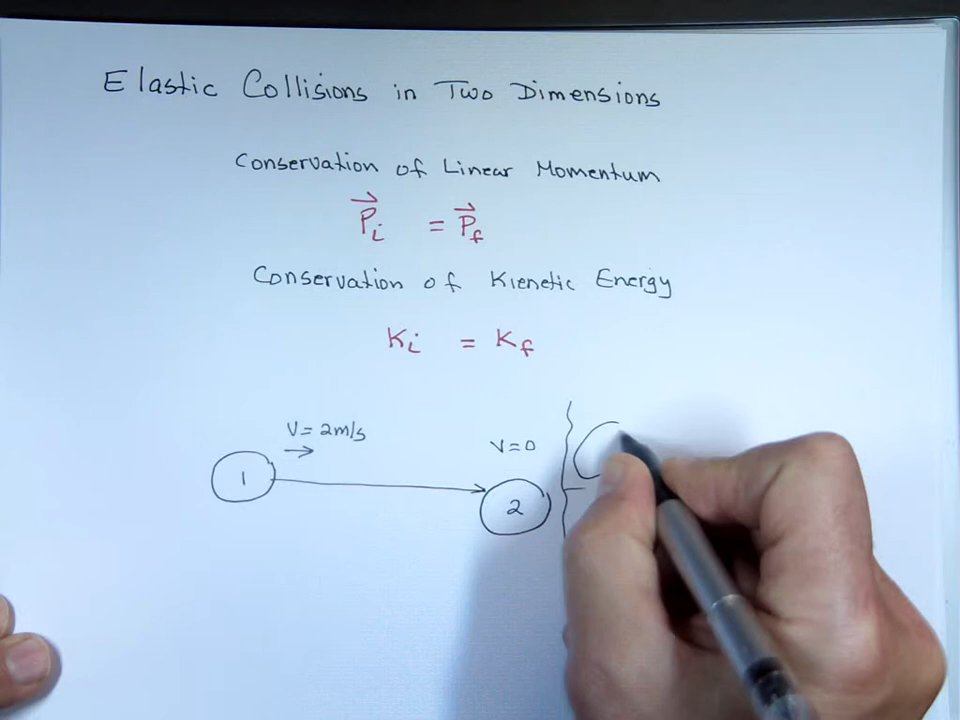 Elastic Collisions in Two Dimensions
Conservation of Linear Momentum
P⃗i = P⃗f
Conservation of Kienetic Energy
Ki = Kf
V = 2m/s
V=0
1
2